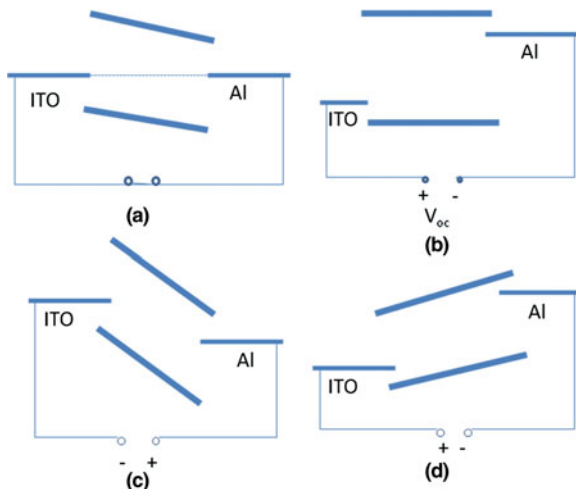 ITO
Al
(a)
ITO
Al
+ -
Voc
(b)
ITO
Al
- +
(c)
ITO
Al
+ -
(d)